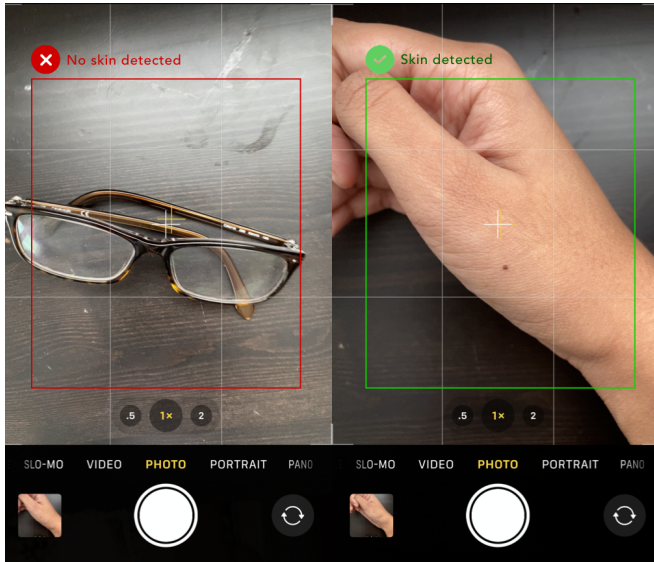 No skin detected
.5 1× 2
SLO-MO VIDEO PHOTO PORTRAIT PANO
Skin detected
.5 1× 2
SLO-MO VIDEO PHOTO PORTRAIT PANO